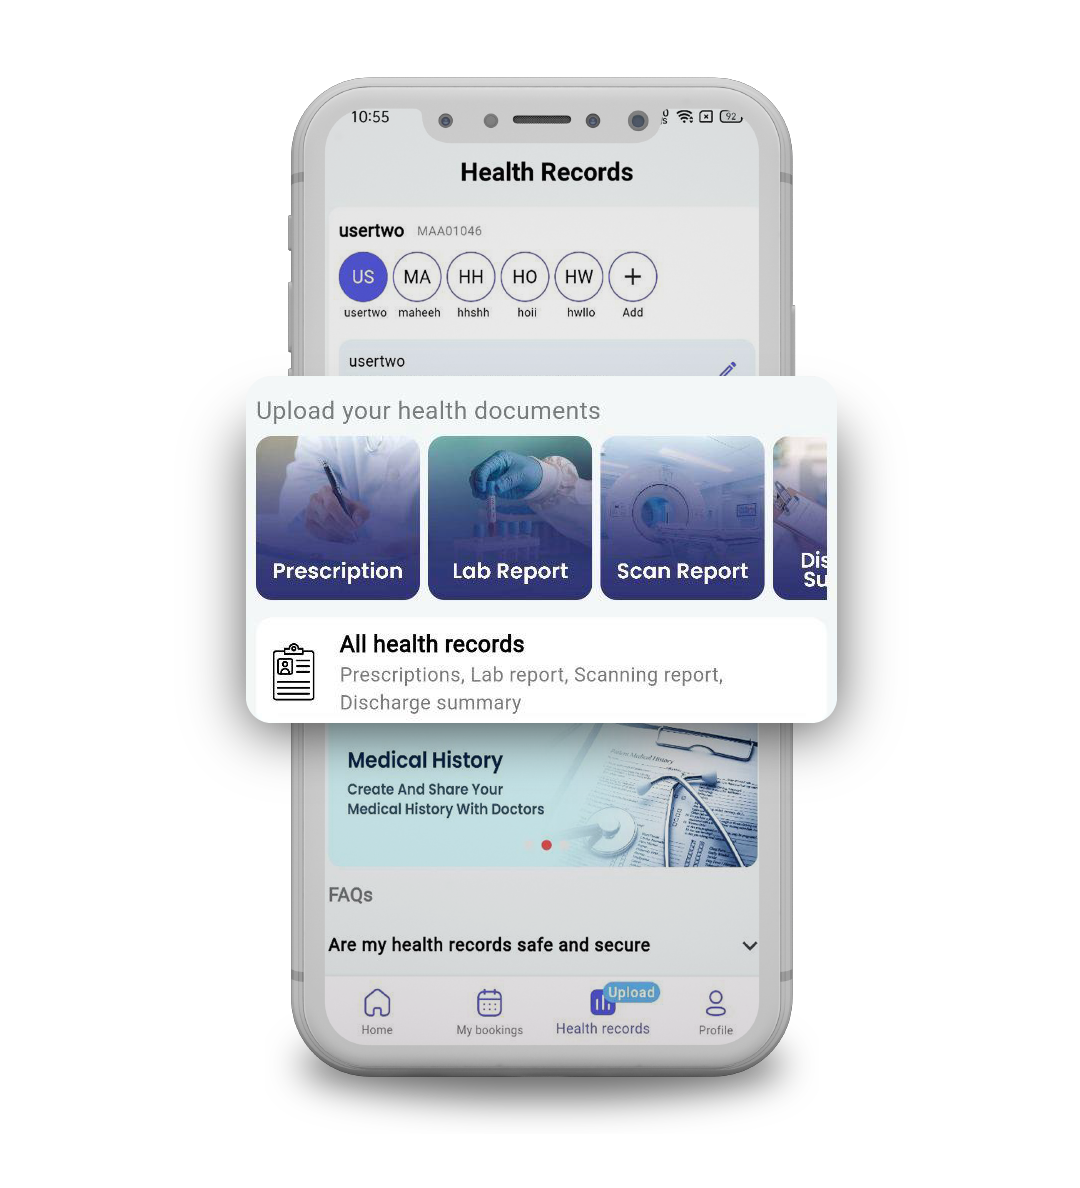 10:55
92
Health Records
usertwo MAA01046
US MA HH HO HW +
usertwo maheeh hhshh hoii hwllo Add
usertwo
Upload your health documents
Prescription Lab Report Scan Report Dis
Su
All health records
Prescriptions, Lab report, Scanning report,
Discharge summary
Medical History
Create And Share Your
Medical History With Doctors
FAQs
Are my health records safe and secure
Upload
Home My bookings Health records Profile